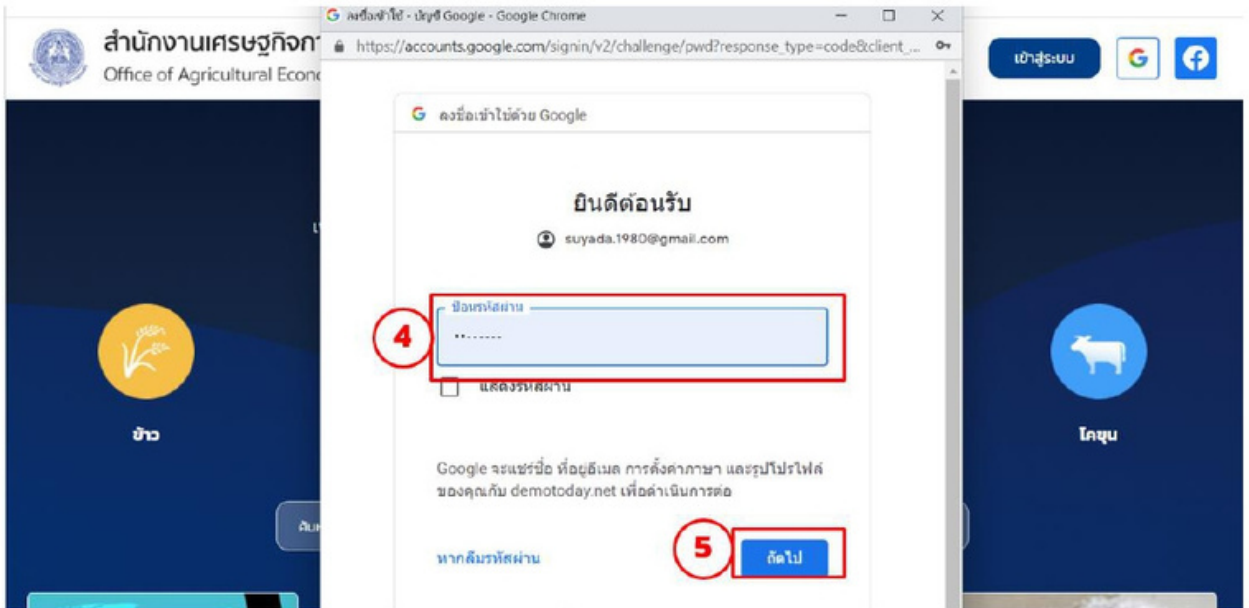 ลงชื่อเข้าใช้ - บัญชี Google - Google Chrome
https://accounts.google.com/signin/v2/challenge/pwd?response_type=code&client_...
สำนักงานเศรษฐกิจกา
Office of Agricultural Econo
เข้าสู่ระบบ
ลงชื่อเข้าใช้ด้วย Google
ยินดีต้อนรับ
suyada.1980@gmail.com
ป้อนรหัสผ่าน
4
แสดงรหัสผ่าน
ข้าว
โคขุน
Google จะแชร์ชื่อ ที่อยู่อีเมล การตั้งค่าภาษา และรูปโปรไฟล์
ของคุณกับ demotoday.net เพื่อดำเนินการต่อ
ค้นห
หากลืมรหัสผ่าน
5
ถัดไป